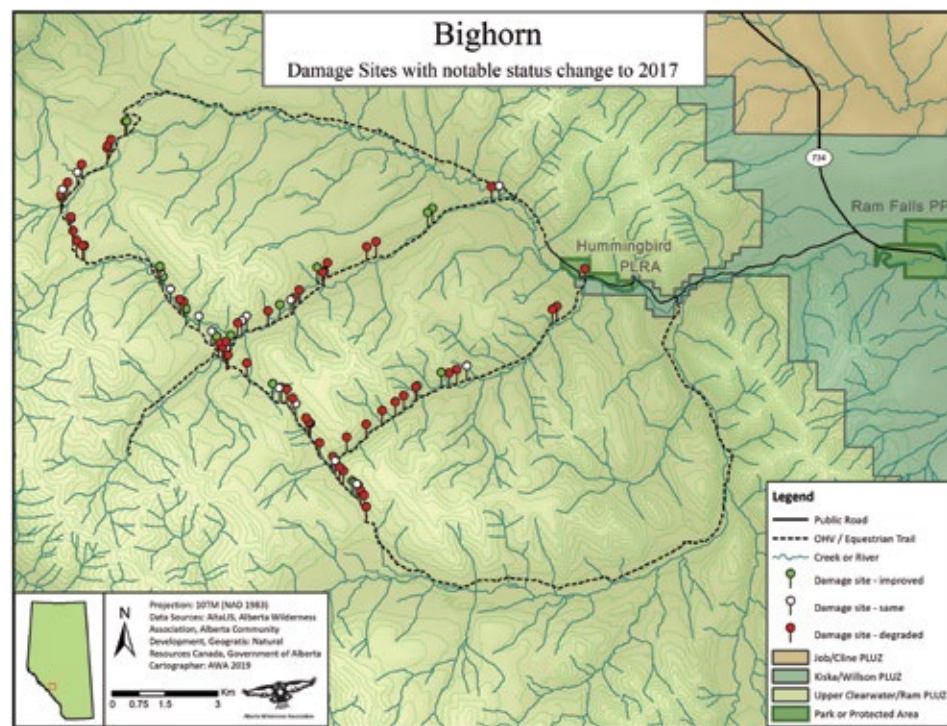 Bighorn
Damage Sites with notable status change to 2017
734
Ram Falls PP
Hummingbird
PLRA
Legend
Public Road
OHV / Equestrian Trail
Creek or River
Damage site - improved
Damage site - same
Damage site - degraded
Job/Cline PLUZ
Kiska/Willson PLUZ
Upper Clearwater/Ram PLUZ
Park or Protected Area
N
Projection: 10TM (NAD 1983)
Data Sources: AltaLIS, Alberta Wilderness
Association, Alberta Community
Development, Geogratis: Natural
Resources Canada, Government of Alberta
Cartographer: AWA 2019
Km
0 0.75 1.5 3
Alberta Wilderness Association